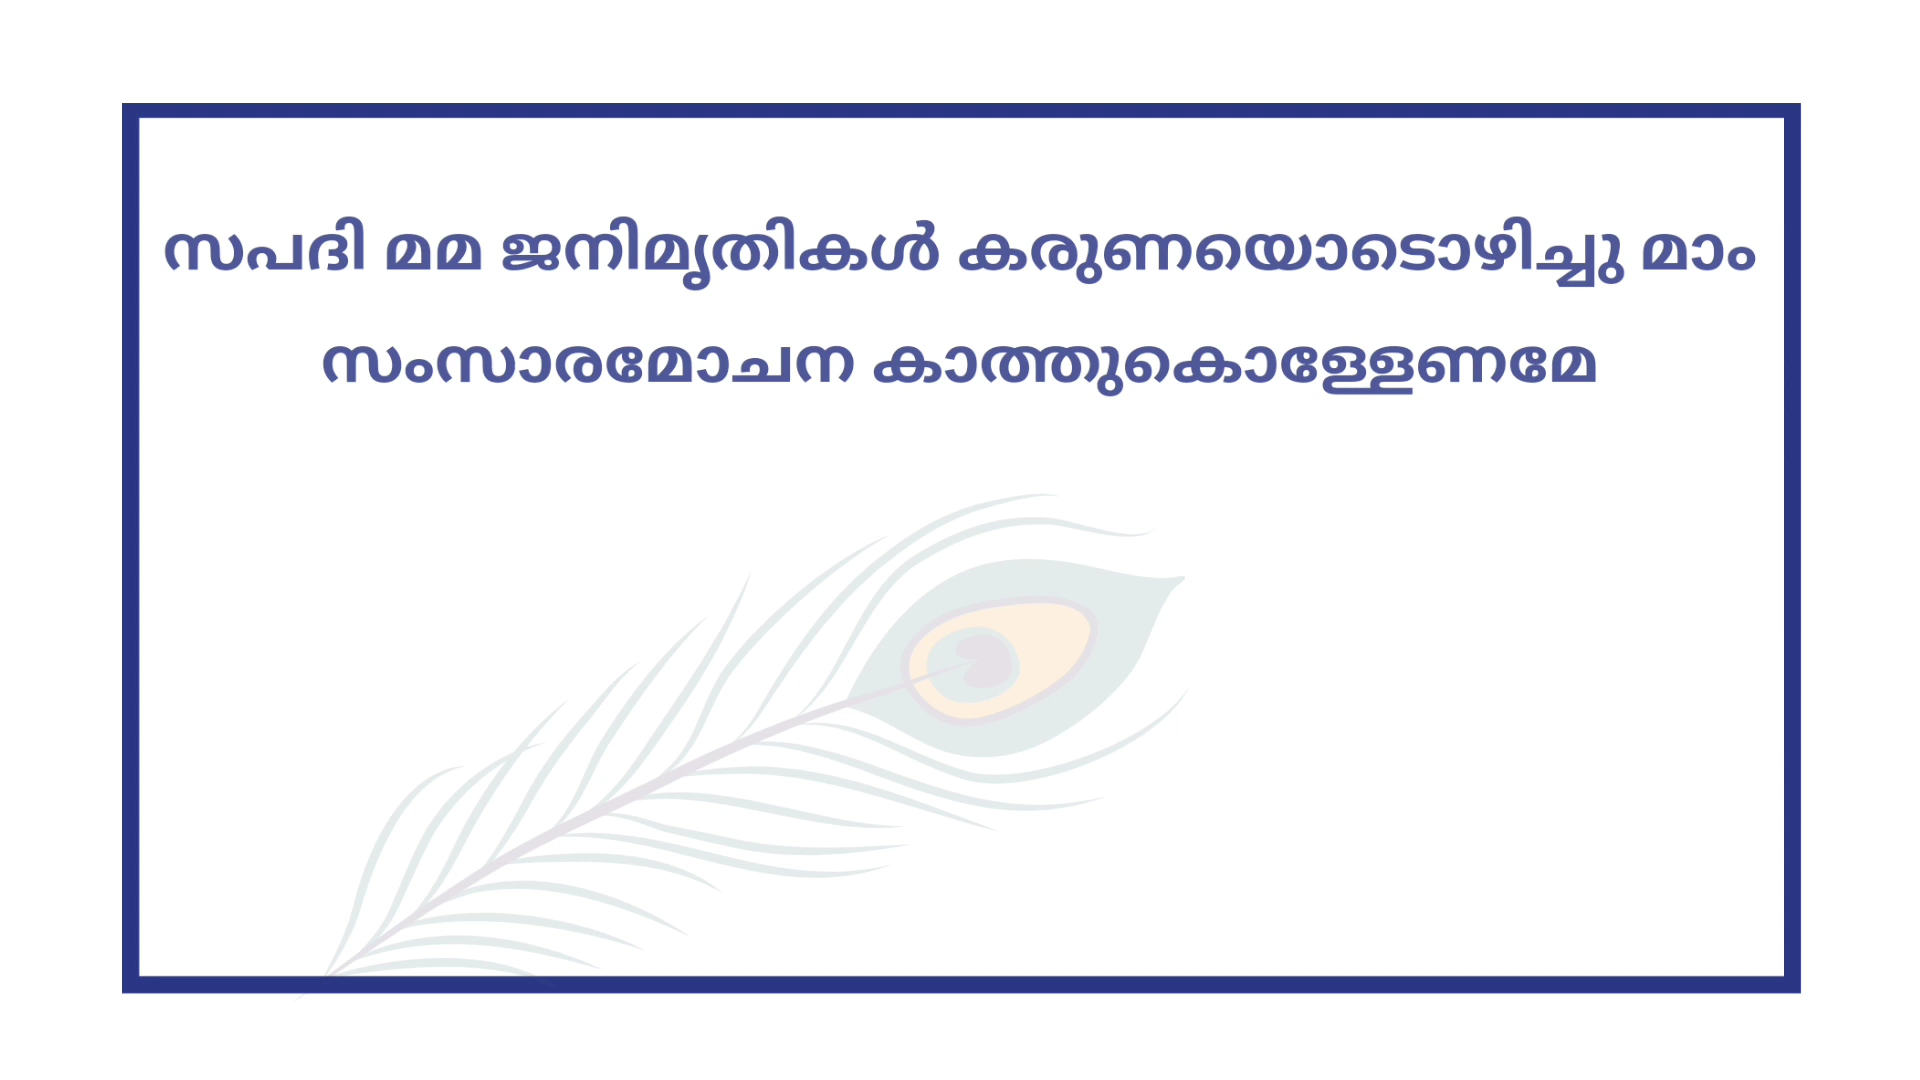 സപദി മമ ജനിമൃതികൾ കരുണയൊടൊഴിച്ചു മാം
സംസാരമോചന കാത്തുകൊള്ളേണമേ